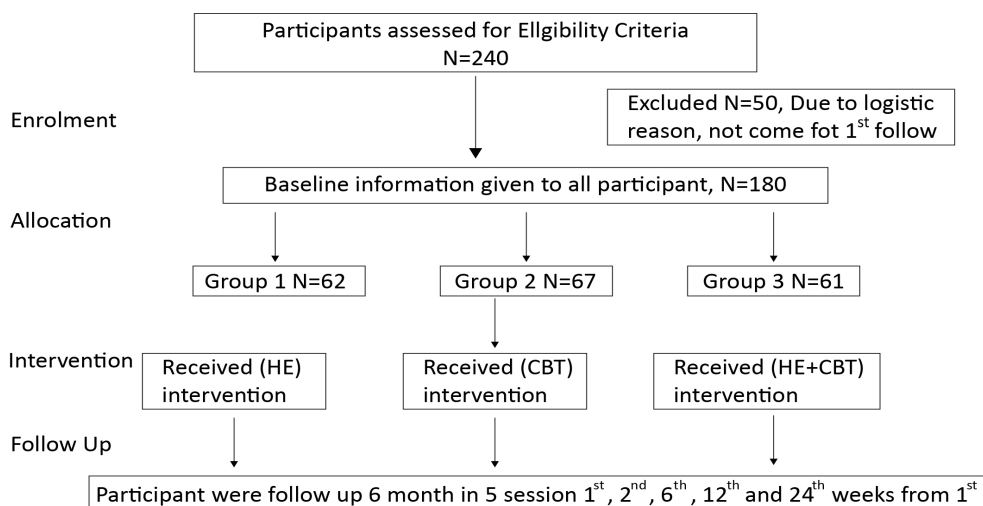 Participants assessed for Ellgibility Criteria
N=240
Enrolment
Excluded N=50, Due to logistic
reason, not come fot 1st follow
Baseline information given to all participant, N=180
Allocation
Group 1 N=62
Group 2 N=67
Group 3 N=61
Intervention
Received (HE)
intervention
Received (CBT)
intervention
Received (HE+CBT)
intervention
Follow Up
Participant were follow up 6 month in 5 session 1st, 2nd, 6th, 12th and 24th weeks from 1st